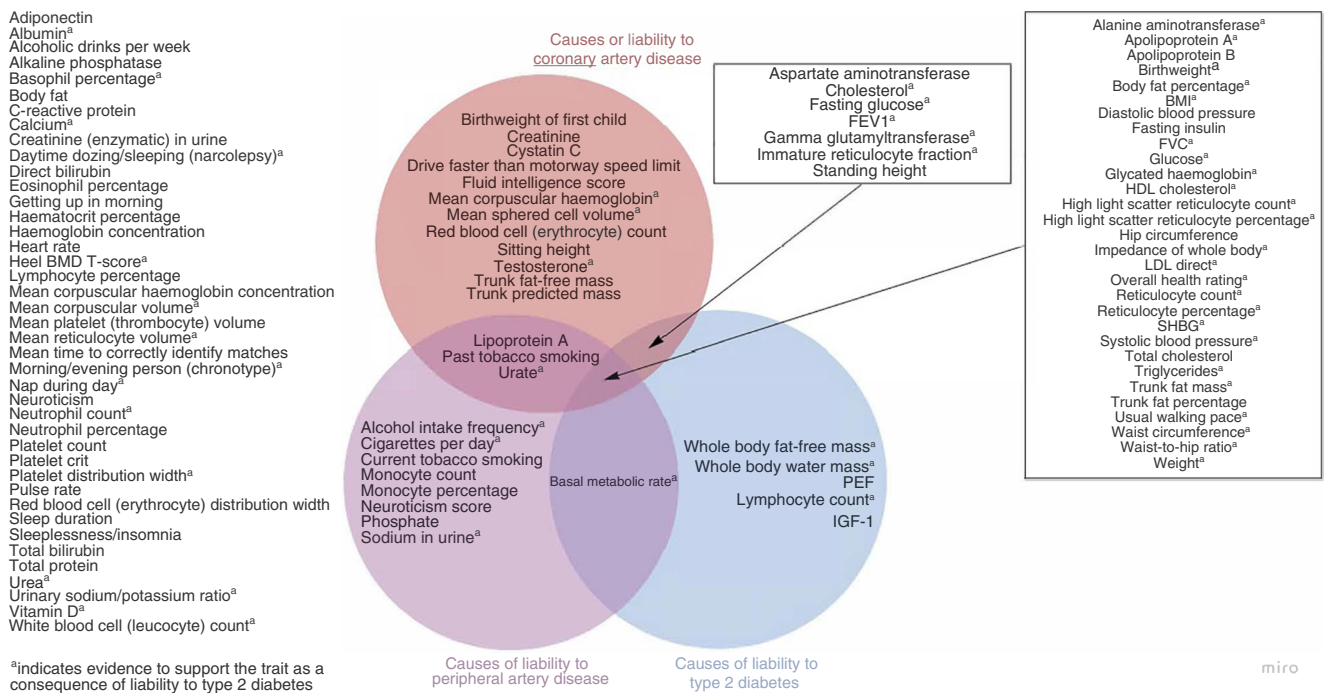 Adiponectin
Albuminᵃ
Alcoholic drinks per week
Alkaline phosphatase
Basophil percentageᵃ
Body fat
C-reactive protein
Calciumᵃ
Creatinine (enzymatic) in urine
Daytime dozing/sleeping (narcolepsy)ᵃ
Direct bilirubin
Eosinophil percentage
Getting up in morning
Haematocrit percentage
Haemoglobin concentration
Heart rate
Heel BMD T-scoreᵃ
Lymphocyte percentage
Mean corpuscular haemoglobin concentration
Mean corpuscular volumeᵃ
Mean platelet (thrombocyte) volume
Mean reticulocyte volumeᵃ
Mean time to correctly identify matches
Morning/evening person (chronotype)ᵃ
Nap during dayᵃ
Neuroticism
Neutrophil countᵃ
Neutrophil percentage
Platelet count
Platelet crit
Platelet distribution widthᵃ
Pulse rate
Red blood cell (erythrocyte) distribution width
Sleep duration
Sleeplessness/insomnia
Total bilirubin
Total protein
Ureaᵃ
Urinary sodium/potassium ratioᵃ
Vitamin Dᵃ
White blood cell (leucocyte) countᵃ
ᵃindicates evidence to support the trait as a
consequence of liability to type 2 diabetes
Causes or liability to
coronary artery disease
Birthweight of first child
Creatinine
Cystatin C
Drive faster than motorway speed limit
Fluid intelligence score
Mean corpuscular haemoglobinᵃ
Mean sphered cell volumeᵃ
Red blood cell (erythrocyte) count
Sitting height
Testosteroneᵃ
Trunk fat-free mass
Trunk predicted mass
Lipoprotein A
Past tobacco smoking
Urateᵃ
Alcohol intake frequencyᵃ
Cigarettes per dayᵃ
Current tobacco smoking
Monocyte count
Monocyte percentage
Neuroticism score
Phosphate
Sodium in urineᵃ
Basal metabolic rateᵃ
Whole body fat-free massᵃ
Whole body water massᵃ
PEF
Lymphocyte countᵃ
IGF-1
Causes of liability to
peripheral artery disease
Causes of liability to
type 2 diabetes
Aspartate aminotransferase
Cholesterolᵃ
Fasting glucoseᵃ
FEV1ᵃ
Gamma glutamyltransferaseᵃ
Immature reticulocyte fractionᵃ
Standing height
Alanine aminotransferaseᵃ
Apolipoprotein Aᵃ
Apolipoprotein B
Birthweightᵃ
Body fat percentageᵃ
BMIᵃ
Diastolic blood pressure
Fasting insulin
FVCᵃ
Glucoseᵃ
Glycated haemoglobinᵃ
HDL cholesterolᵃ
High light scatter reticulocyte countᵃ
High light scatter reticulocyte percentageᵃ
Hip circumference
Impedance of whole bodyᵃ
LDL directᵃ
Overall health ratingᵃ
Reticulocyte countᵃ
Reticulocyte percentageᵃ
SHBGᵃ
Systolic blood pressureᵃ
Total cholesterol
Triglyceridesᵃ
Trunk fat massᵃ
Trunk fat percentage
Usual walking paceᵃ
Waist circumferenceᵃ
Waist-to-hip ratioᵃ
Weightᵃ
miro